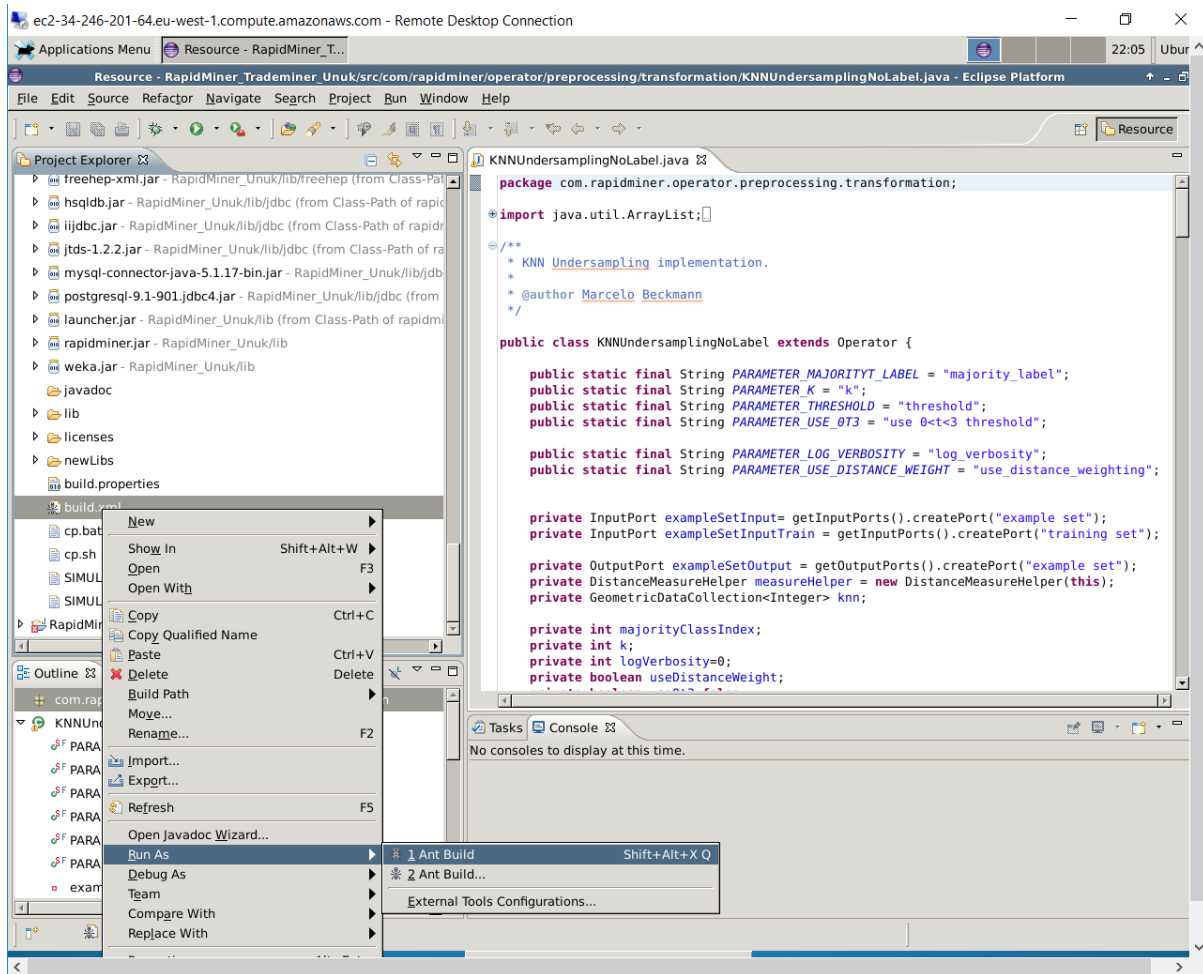 ec2-34-246-201-64.eu-west-1.compute.amazonaws.com - Remote Desktop Connection
Applications Menu
Resource - RapidMiner_T...
22:05
Ubur
Resource - RapidMiner_Trademiner_Unuk/src/com/rapidminer/operator/preprocessing/transformation/KNNUndersamplingNoLabel.java - Eclipse Platform
File Edit Source Refactor Navigate Search Project Run Window Help
Resource
Project Explorer
freehep-xml.jar - RapidMiner_Unuk/lib/freehep (from Class-Pat
hsqldb.jar - RapidMiner_Unuk/lib/jdbc (from Class-Path of rapid
iijdbc.jar - RapidMiner_Unuk/lib/jdbc (from Class-Path of rapidr
jtds-1.2.2.jar - RapidMiner_Unuk/lib/jdbc (from Class-Path of ra
mysql-connector-java-5.1.17-bin.jar - RapidMiner_Unuk/lib/jdb
postgresql-9.1-901.jdbc4.jar - RapidMiner_Unuk/lib/jdbc (from
launcher.jar - RapidMiner_Unuk/lib (from Class-Path of rapidmi
rapidminer.jar - RapidMiner_Unuk/lib
weka.jar - RapidMiner_Unuk/lib
javadoc
lib
licenses
newLibs
build.properties
build.xml
cp.bat
cp.sh
SIMUL
SIMUL
RapidMin
Outline
com.rap
KNNUnd
PARA
PARA
PARA
PARA
PARA
PARA
exam
New
Show In Shift+Alt+W
Open F3
Open With
Copy Ctrl+C
Copy Qualified Name
Paste Ctrl+V
Delete Delete
Build Path
Move...
Rename... F2
Import...
Export...
Refresh F5
Open Javadoc Wizard...
Run As
Debug As
Team
Compare With
Replace With
1 Ant Build Shift+Alt+X Q
2 Ant Build...
External Tools Configurations...
KNNUndersamplingNoLabel.java
package com.rapidminer.operator.preprocessing.transformation;
import java.util.ArrayList;
/**
* KNN Undersampling implementation.
*
* @author Marcelo Beckmann
*/
public class KNNUndersamplingNoLabel extends Operator {
public static final String PARAMETER_MAJORITYT_LABEL = "majority_label";
public static final String PARAMETER_K = "k";
public static final String PARAMETER_THRESHOLD = "threshold";
public static final String PARAMETER_USE_0T3 = "use 0<t<3 threshold";
public static final String PARAMETER_LOG_VERBOSITY = "log_verbosity";
public static final String PARAMETER_USE_DISTANCE_WEIGHT = "use_distance_weighting";
private InputPort exampleSetInput= getInputPorts().createPort("example set");
private InputPort exampleSetInputTrain = getInputPorts().createPort("training set");
private OutputPort exampleSetOutput = getOutputPorts().createPort("example set");
private DistanceMeasureHelper measureHelper = new DistanceMeasureHelper(this);
private GeometricDataCollection<Integer> knn;
private int majorityClassIndex;
private int k;
private int logVerbosity=0;
private boolean useDistanceWeight;
Tasks Console
No consoles to display at this time.